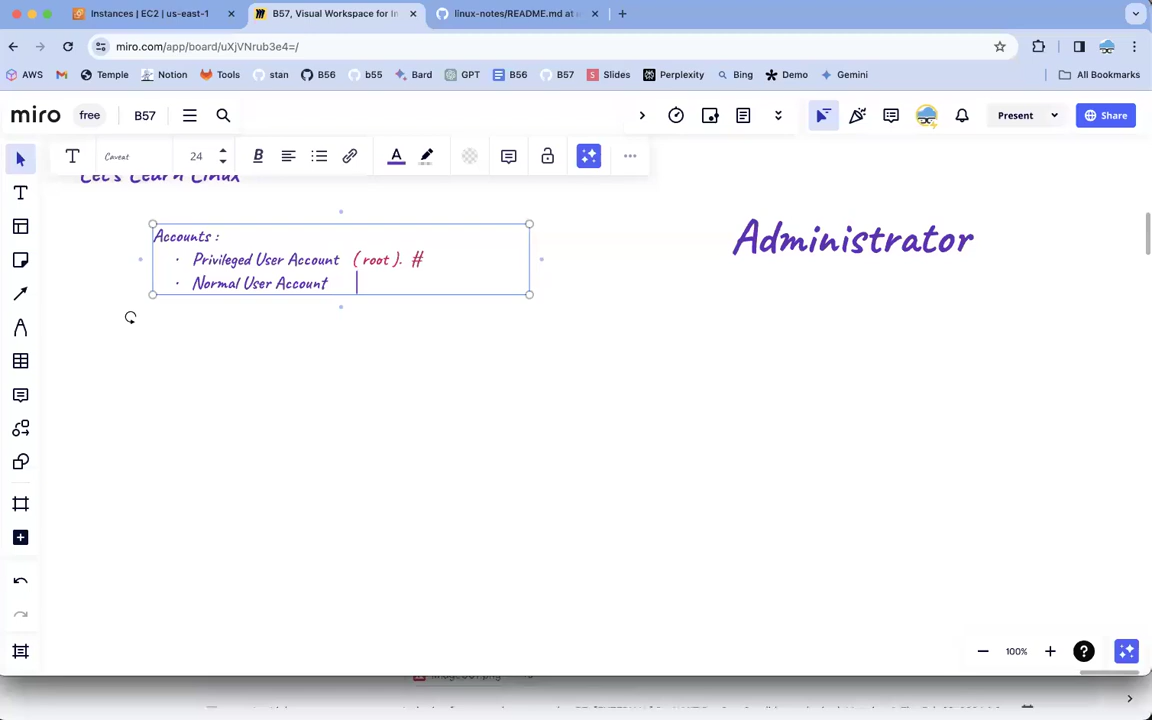 Instances | EC2 | us-east-1
B57, Visual Workspace for In
linux-notes/README.md at
miro.com/app/board/uXjVNrub3e4=/
AWS
Temple
Notion
Tools
stan
B56
b55
Bard
GPT
B56
B57
Slides
Perplexity
Bing
Demo
Gemini
All Bookmarks
miro
free
B57
Present
Share
Caveat
24
B
A
Let's Learn Linux
Accounts :
· Privileged User Account ( root ). #
· Normal User Account
Administrator
100%